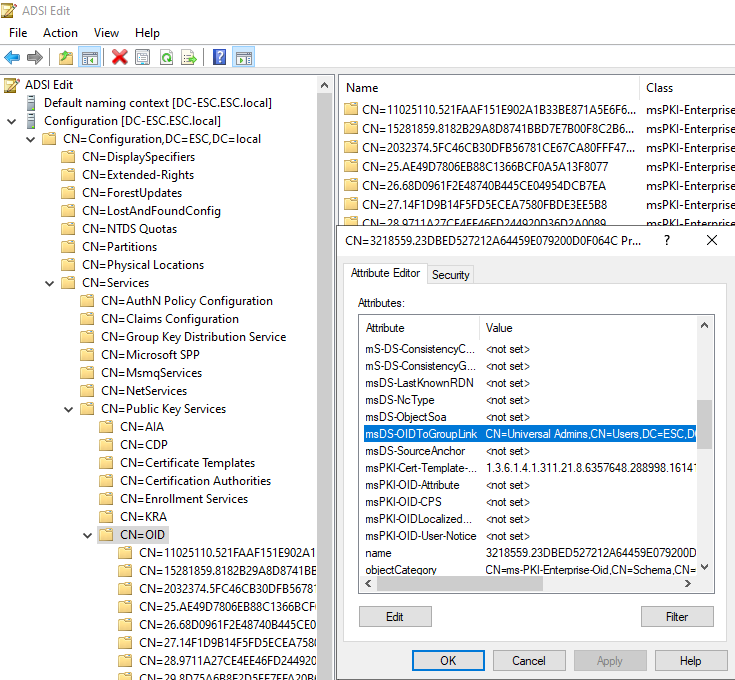 ADSI Edit
File Action View Help
ADSI Edit
Default naming context [DC-ESC.ESC.local]
Configuration [DC-ESC.ESC.local]
CN=Configuration,DC=ESC,DC=local
CN=DisplaySpecifiers
CN=Extended-Rights
CN=ForestUpdates
CN=LostAndFoundConfig
CN=NTDS Quotas
CN=Partitions
CN=Physical Locations
CN=Services
CN=AuthN Policy Configuration
CN=Claims Configuration
CN=Group Key Distribution Service
CN=Microsoft SPP
CN=MsmqServices
CN=NetServices
CN=Public Key Services
CN=AIA
CN=CDP
CN=Certificate Templates
CN=Certification Authorities
CN=Enrollment Services
CN=KRA
CN=OID
CN=11025110.521FAAF151E902A1
CN=15281859.8182B29A8D8741BB
CN=2032374.5FC46CB30DFB56781
CN=25.AE49D7806EB88C1366BCF
CN=26.68D0961F2E48740B445CE0
CN=27.14F1D9B14F5FD5ECEA7580
CN=28.9711A27CE4EE46FD244920
Name Class
CN=11025110.521FAAF151E902A1B33BE871A5E6F6... msPKI-Enterprise
CN=15281859.8182B29A8D8741BBD7E7B00F8C2B6... msPKI-Enterprise
CN=2032374.5FC46CB30DFB56781CE67CA80FFF47... msPKI-Enterprise
CN=25.AE49D7806EB88C1366BCF0A5A13F8077 msPKI-Enterprise
CN=26.68D0961F2E48740B445CE04954DCB7EA msPKI-Enterprise
CN=27.14F1D9B14F5FD5ECEA7580FBDE3EE5B8 msPKI-Enterprise
CN=28.9711A27CE4EE46FD244920D36D2A0089 msPKI-Enterprise
CN=3218559.23DBED527212A64459E079200D0F064C Pr... ?
Attribute Editor Security
Attributes:
Attribute Value
mS-DS-ConsistencyC... <not set>
mS-DS-ConsistencyG... <not set>
msDS-LastKnownRDN <not set>
msDS-NcType <not set>
msDS-ObjectSoa <not set>
msDS-OIDToGroupLink CN=Universal Admins,CN=Users,DC=ESC,D
msDS-SourceAnchor <not set>
msPKI-Cert-Template-... 1.3.6.1.4.1.311.21.8.6357648.288998.16141
msPKI-OID-Attribute <not set>
msPKI-OID-CPS <not set>
msPKI-OIDLocalized... <not set>
msPKI-OID-User-Notice <not set>
name 3218559.23DBED527212A64459E079200D
objectCategory CN=ms-PKI-Enterprise-Oid,CN=Schema,CN=
Edit Filter
OK Cancel Apply Help